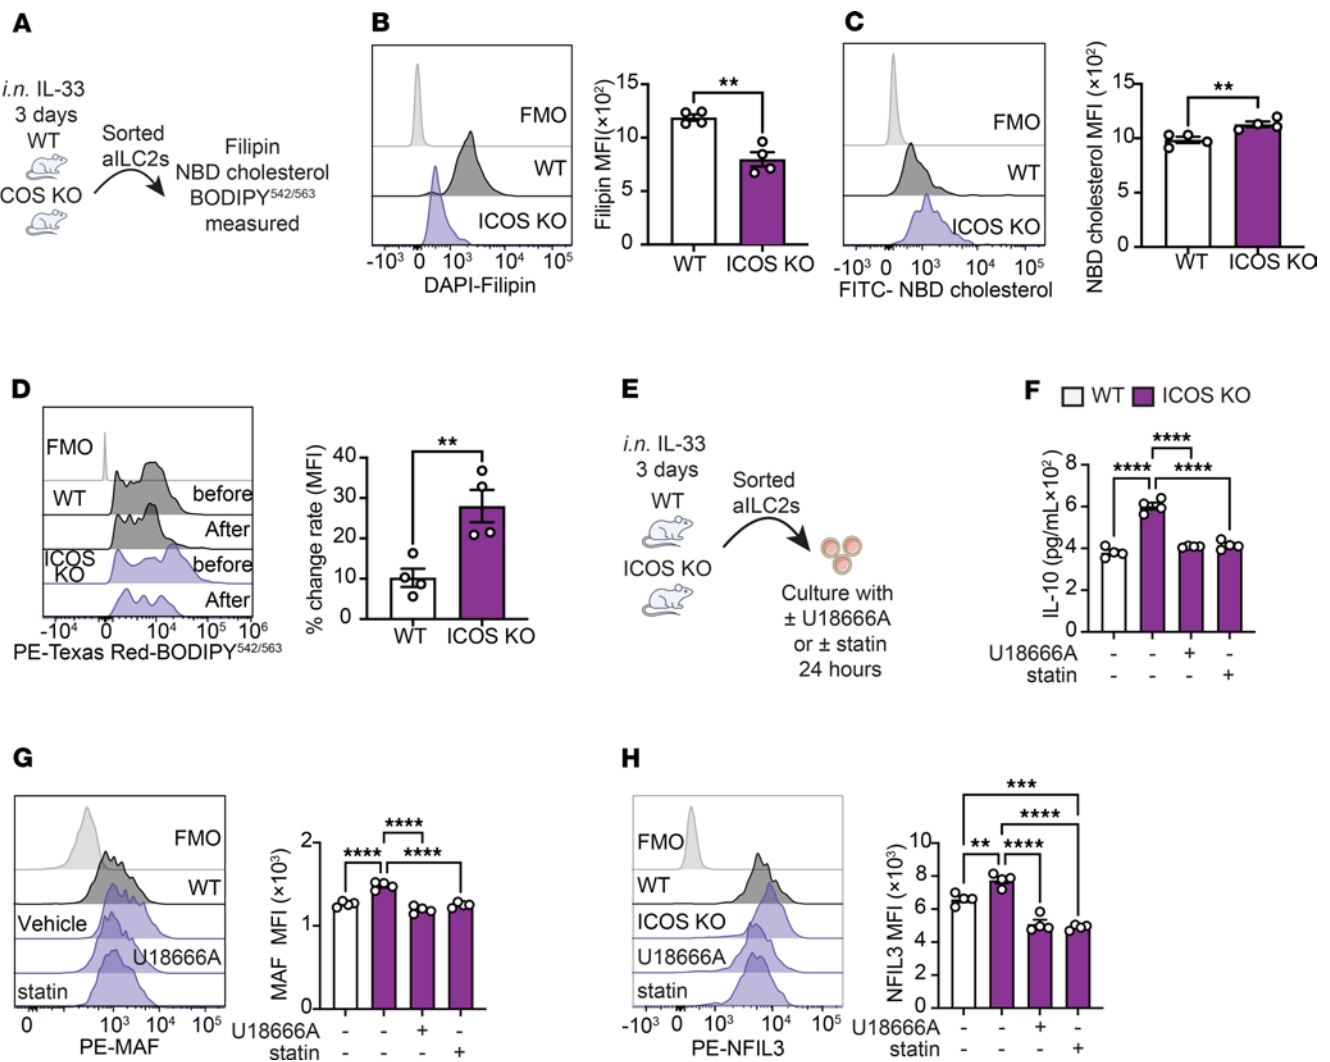 A
i.n. IL-33
3 days
WT
COS KO
Sorted
aILC2s
Filipin
NBD cholesterol
BODIPY542/563
measured
B
FMO
WT
ICOS KO
-10³ 0 10³ 10⁴ 10⁵
DAPI-Filipin
Filipin MFI(×10²)
15
10
5
0
**
WT ICOS KO
C
FMO
WT
ICOS KO
-10³ 0 10³ 10⁴ 10⁵
FITC- NBD cholesterol
NBD cholesterol MFI (×10²)
15
10
5
0
**
WT ICOS KO
D
FMO
WT before
After
ICOS KO before
After
-10⁴ 0 10⁴ 10⁵ 10⁶
PE-Texas Red-BODIPY542/563
% change rate (MFI)
40
30
20
10
0
**
WT ICOS KO
E
i.n. IL-33
3 days
WT
ICOS KO
Sorted
aILC2s
Culture with
± U18666A
or ± statin
24 hours
F
WT ICOS KO
IL-10 (pg/mL×10²)
8
6
4
2
0
****
**** ****
U18666A - - + -
statin - - - +
G
FMO
WT
Vehicle
U18666A
statin
0 10³ 10⁴ 10⁵
PE-MAF
MAF MFI (×10³)
2
1
0
****
**** ****
U18666A - - + -
statin - - - +
H
FMO
WT
ICOS KO
U18666A
statin
-10³ 0 10³ 10⁴ 10⁵
PE-NFIL3
NFIL3 MFI (×10³)
10
8
6
4
2
0
***
****
** ****
U18666A - - + -
statin - - - +